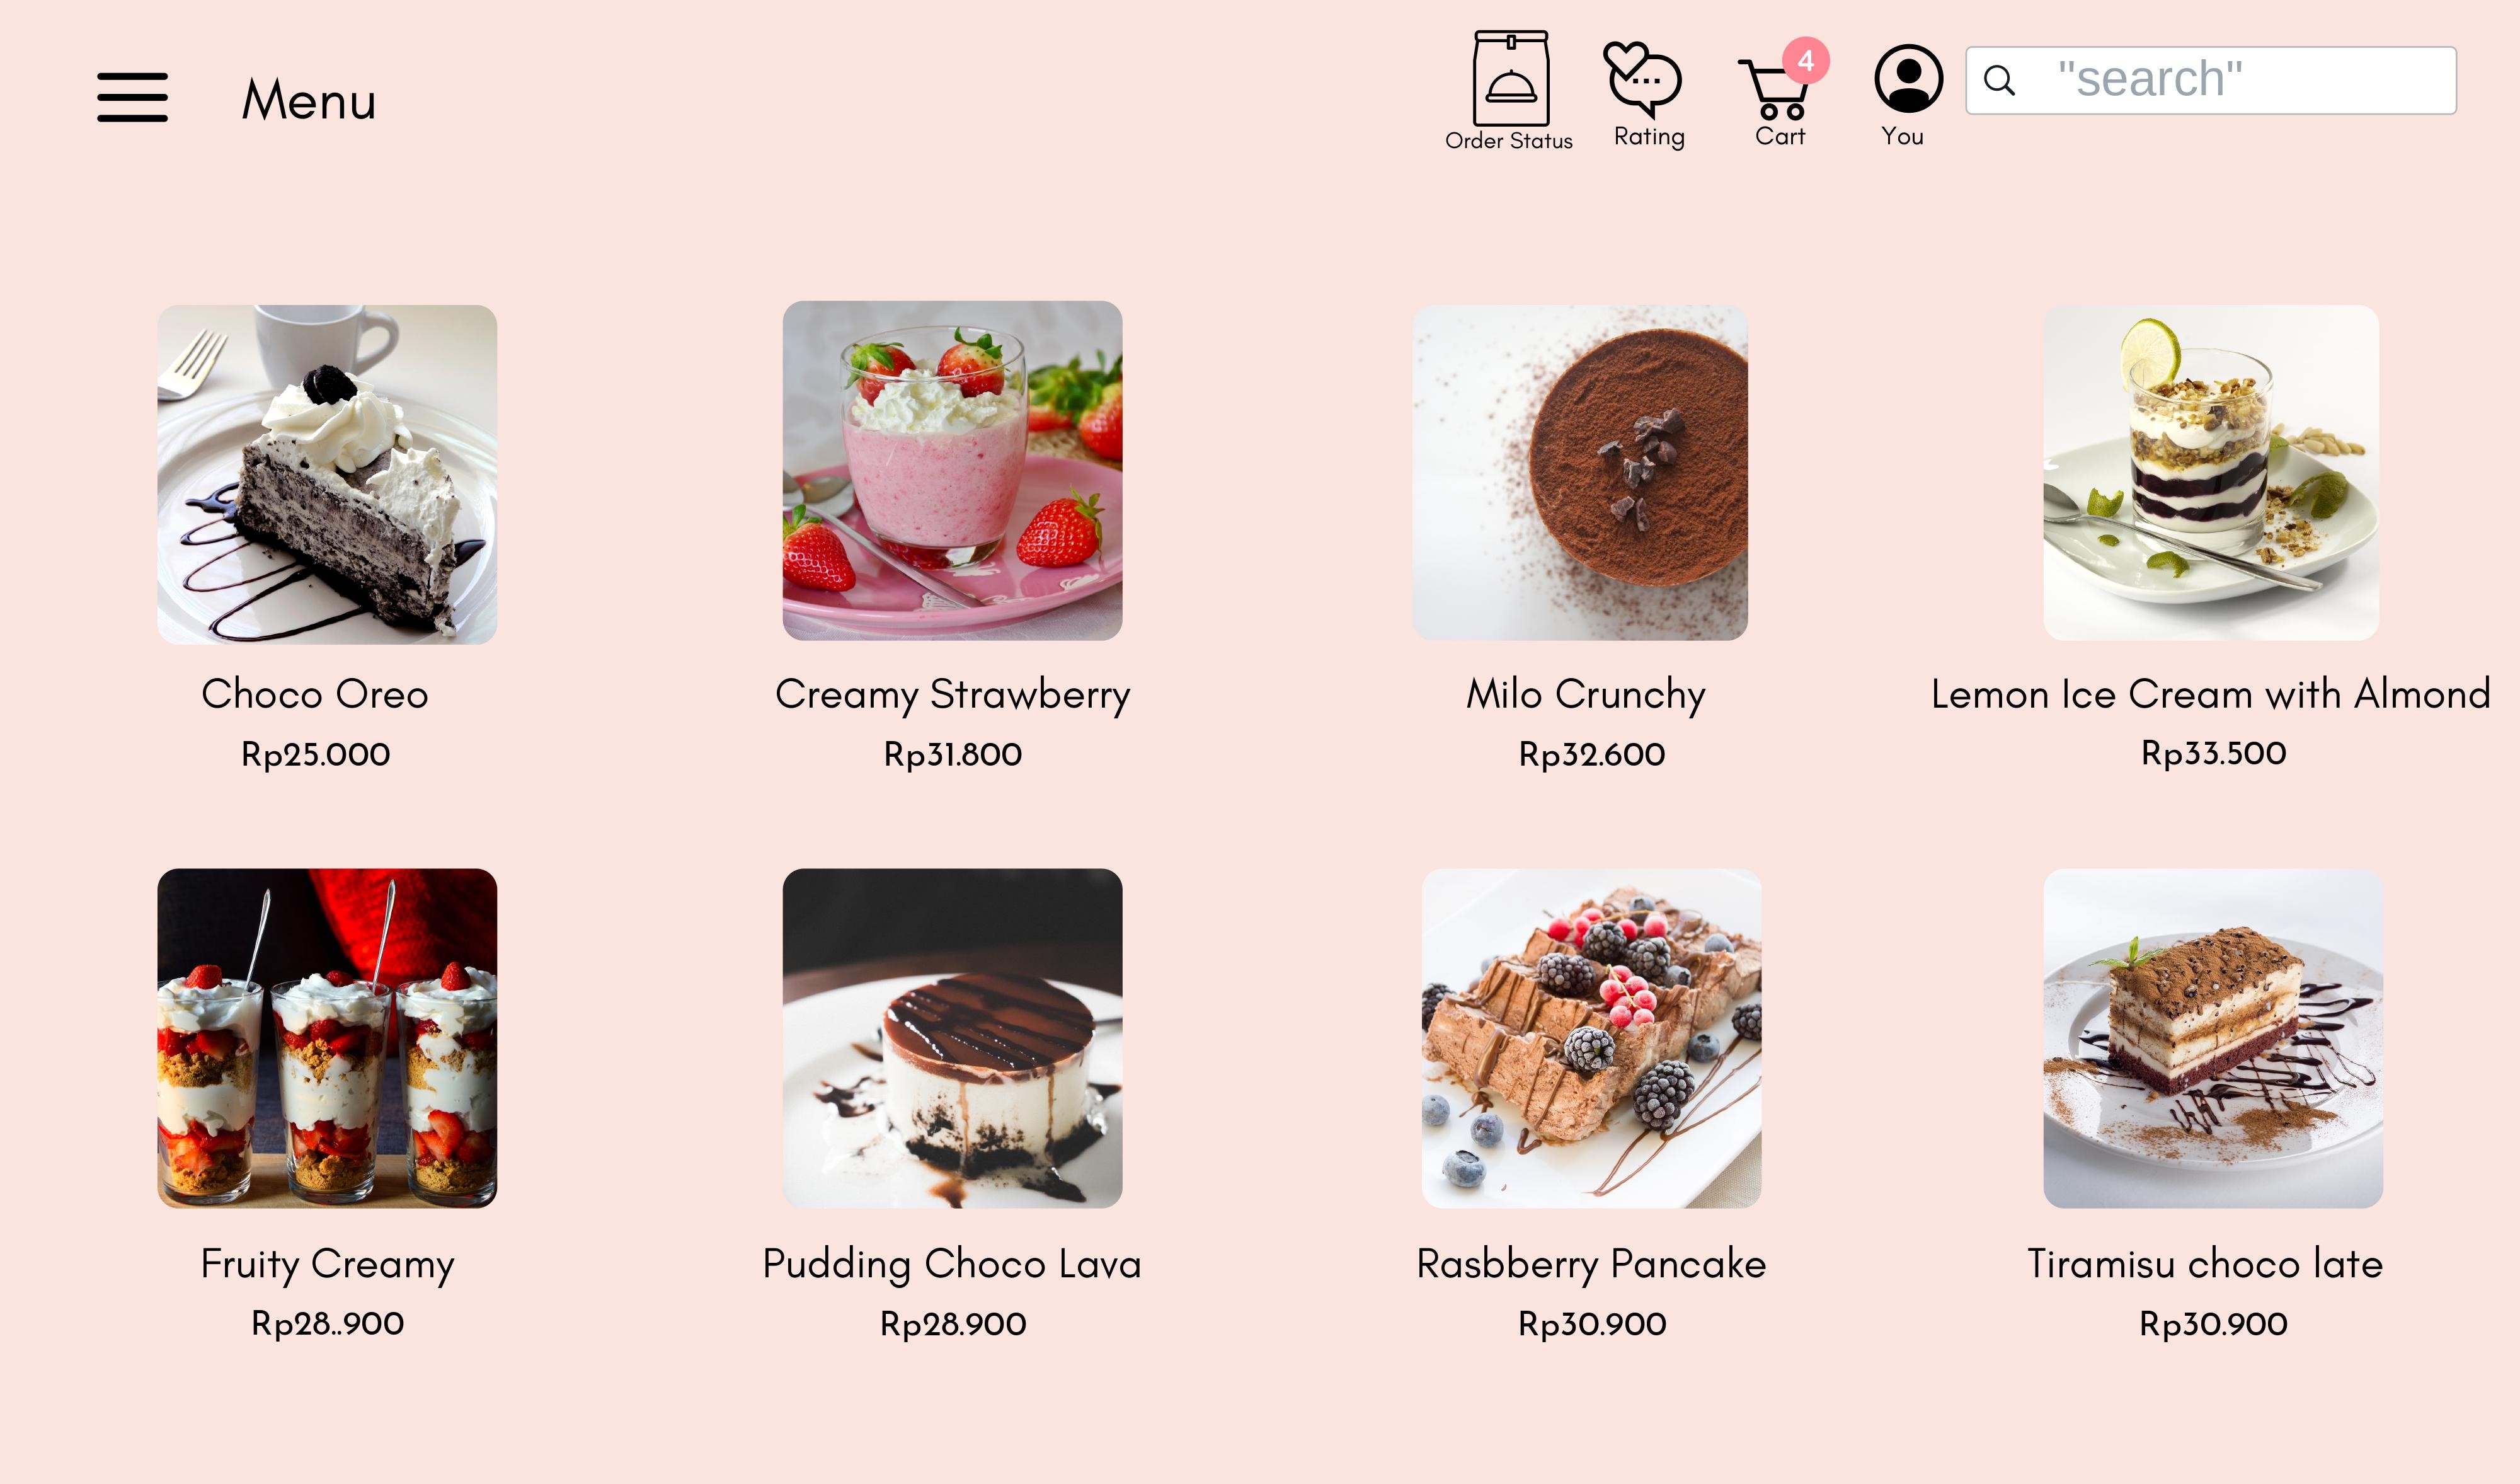 Menu
Order Status
Rating
4
Cart
You
"search"
Choco Oreo
Rp25.000
Creamy Strawberry
Rp31.800
Milo Crunchy
Rp32.600
Lemon Ice Cream with Almond
Rp33.500
Fruity Creamy
Rp28..900
Pudding Choco Lava
Rp28.900
Rasbberry Pancake
Rp30.900
Tiramisu choco late
Rp30.900